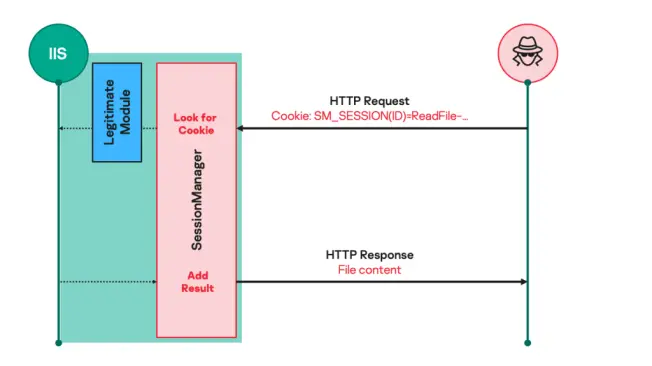 IIS
Legitimate
Module
Look for
Cookie
SessionManager
Add
Result
HTTP Request
Cookie: SM_SESSION(ID)=ReadFile-...
HTTP Response
File content